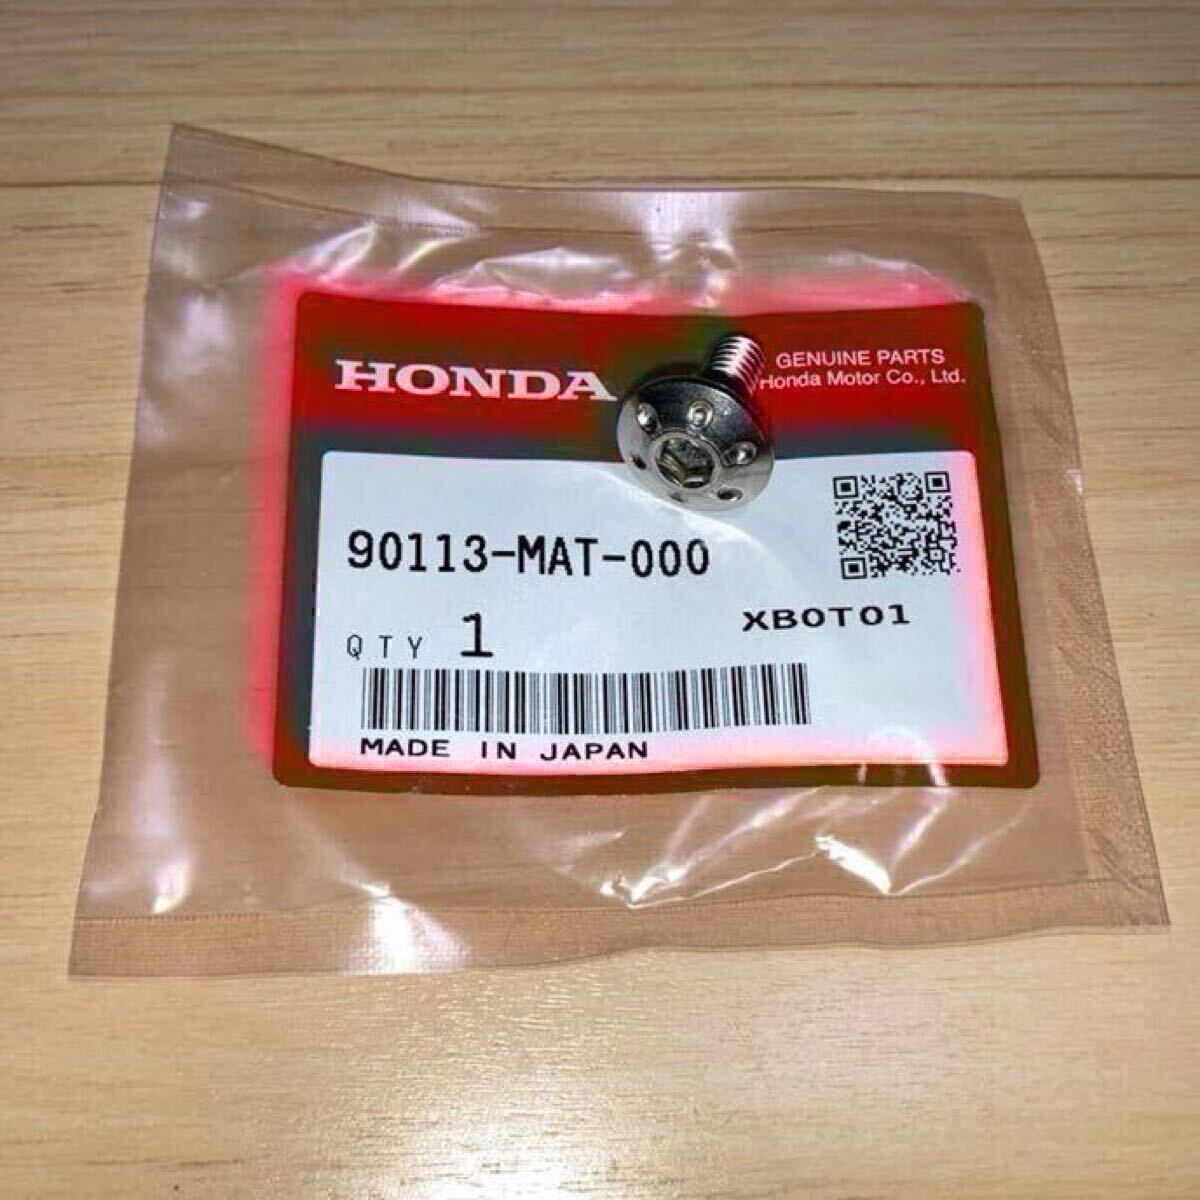 HONDA
GENUINE PARTS
Honda Motor Co., Ltd.
90113-MAT-000
QTY 1
XB0T01
MADE IN JAPAN